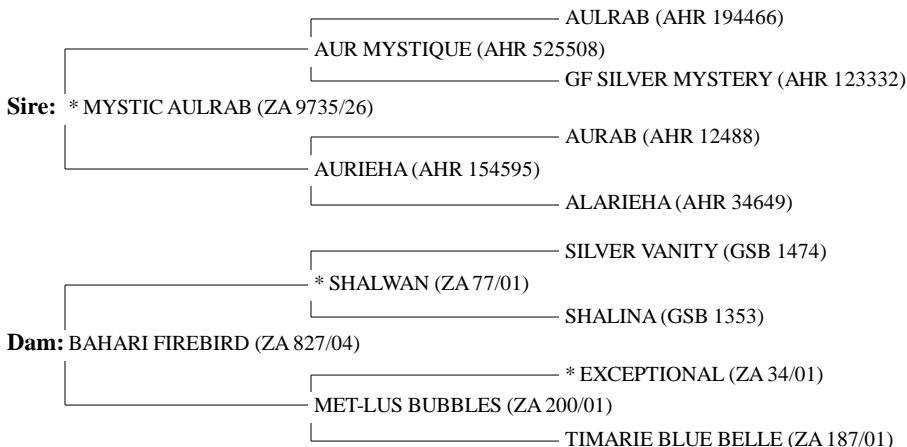 AULRAB (AHR 194466)
AUR MYSTIQUE (AHR 525508)
GF SILVER MYSTERY (AHR 123332)
Sire: * MYSTIC AULRAB (ZA 9735/26)
AURAB (AHR 12488)
AURIEHA (AHR 154595)
ALARIEHA (AHR 34649)
SILVER VANITY (GSB 1474)
* SHALWAN (ZA 77/01)
SHALINA (GSB 1353)
Dam: BAHARI FIREBIRD (ZA 827/04)
* EXCEPTIONAL (ZA 34/01)
MET-LUS BUBBLES (ZA 200/01)
TIMARIE BLUE BELLE (ZA 187/01)